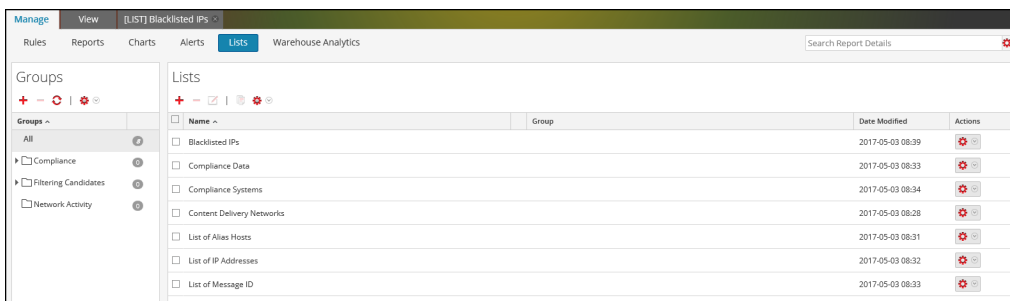 Manage View [LIST] Blacklisted IPs
Rules Reports Charts Alerts Lists Warehouse Analytics Search Report Details
Groups
Lists
Groups
Name Group Date Modified Actions
All
Blacklisted IPs 2017-05-03 08:39
Compliance 0
Compliance Data 2017-05-03 08:33
Filtering Candidates 0
Compliance Systems 2017-05-03 08:34
Network Activity 0
Content Delivery Networks 2017-05-03 08:28
List of Alias Hosts 2017-05-03 08:31
List of IP Addresses 2017-05-03 08:32
List of Message ID 2017-05-03 08:33